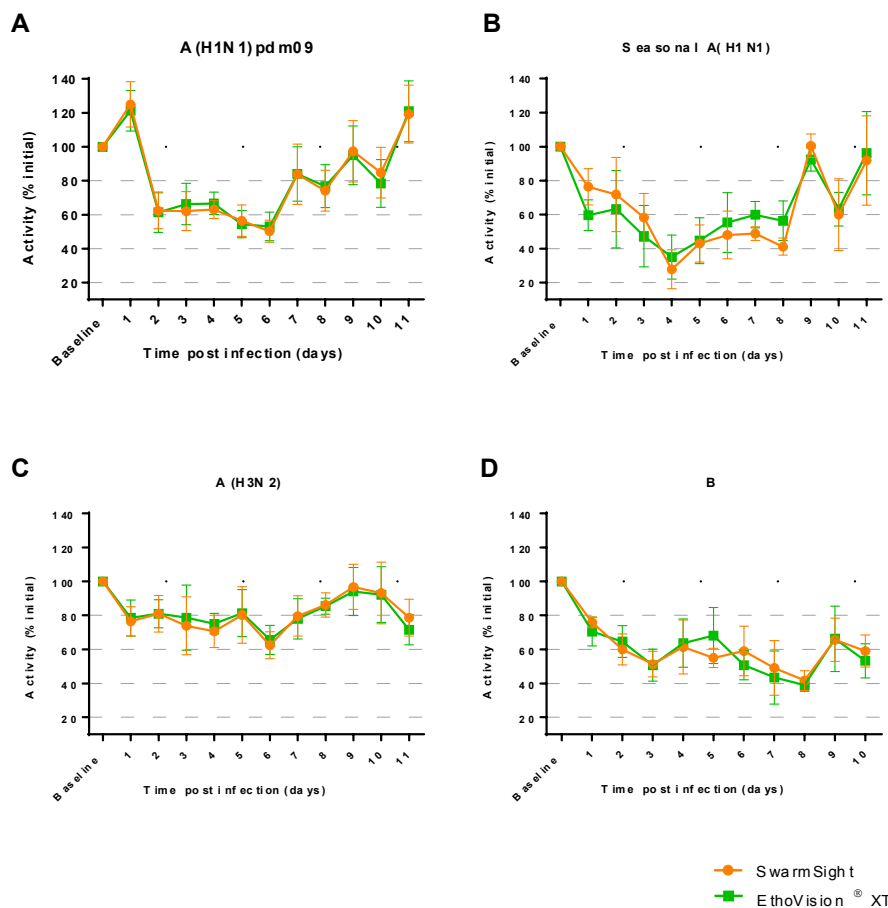 A
A(H1N1)pdm09
140
120
100
80
60
40
20
Activity (% initial)
Baseline 1 2 3 4 5 6 7 8 9 10 11
Time post infection (days)
B
Seasonal A(H1N1)
140
120
100
80
60
40
20
Activity (% initial)
Baseline 1 2 3 4 5 6 7 8 9 10 11
Time post infection (days)
C
A(H3N2)
140
120
100
80
60
40
20
Activity (% initial)
Baseline 1 2 3 4 5 6 7 8 9 10 11
Time post infection (days)
D
B
140
120
100
80
60
40
20
Activity (% initial)
Baseline 1 2 3 4 5 6 7 8 9 10
Time post infection (days)
SwarmSight
EthoVision® XT